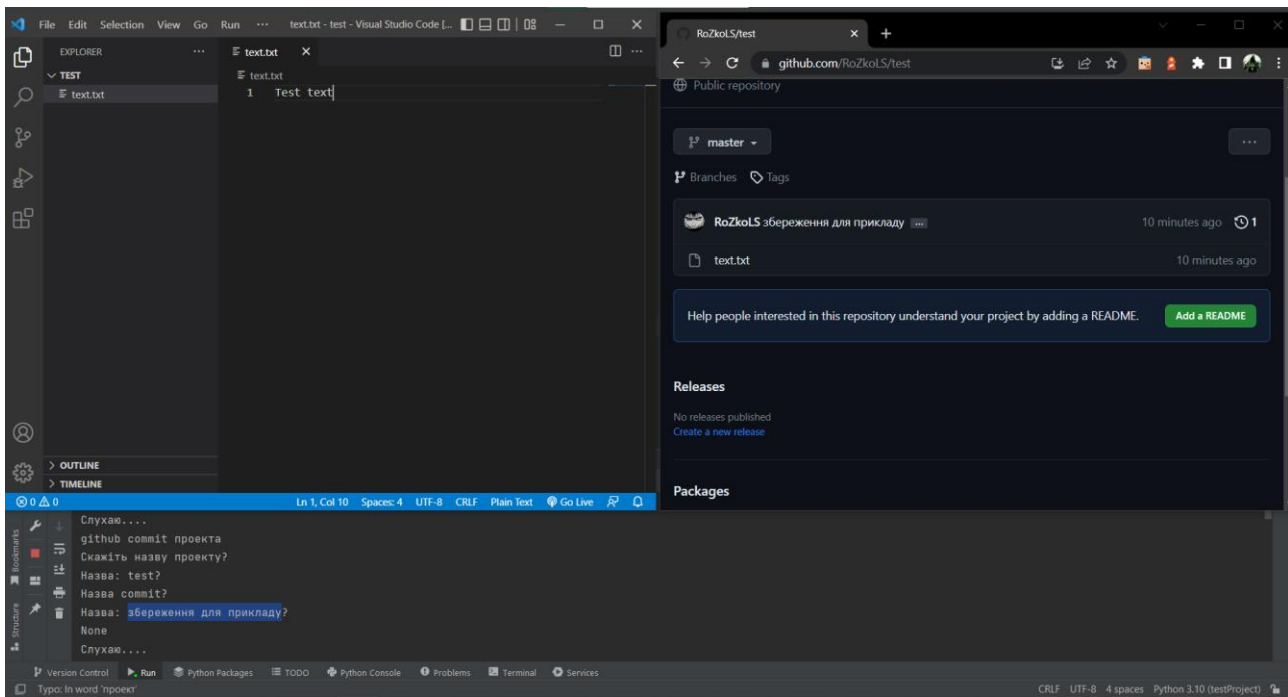 File Edit Selection View Go Run ··· text.txt - test - Visual Studio Code [...
EXPLORER ···
TEST
text.txt
OUTLINE
TIMELINE
text.txt
text.txt
1 Test text
0 0 Ln 1, Col 10 Spaces: 4 UTF-8 CRLF Plain Text Go Live
RoZkoLS/test
github.com/RoZkoLS/test
Public repository
master
Branches Tags
RoZkoLS збереження для прикладу ... 10 minutes ago 1
text.txt 10 minutes ago
Help people interested in this repository understand your project by adding a README. Add a README
Releases
No releases published
Create a new release
Packages
Bookmarks
Structure
Слухаю....
github commit проекта
Скажіть назву проекту?
Назва: test?
Назва commit?
Назва: збереження для прикладу?
None
Слухаю....
Version Control Run Python Packages TODO Python Console Problems Terminal Services
Typo: In word 'проект' CRLF UTF-8 4 spaces Python 3.10 (testProject)